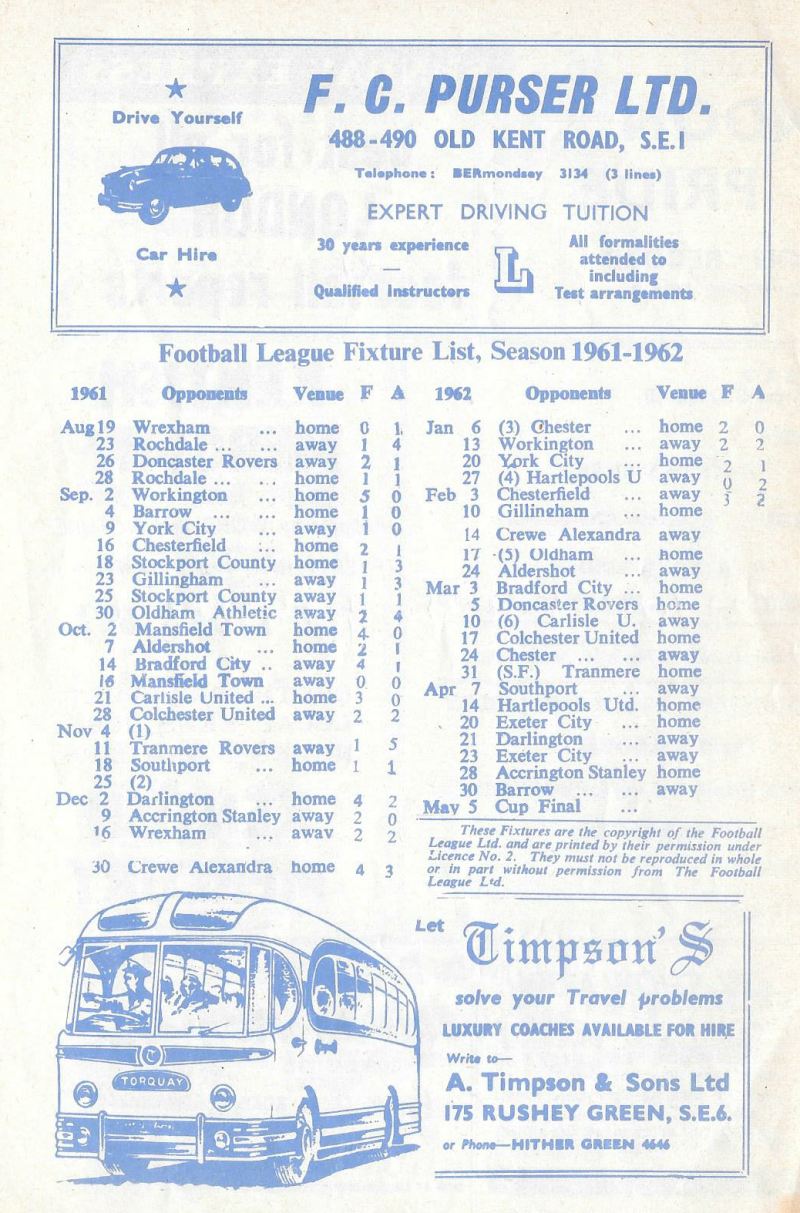 F. C. PURSER LTD.
Drive Yourself
488-490 OLD KENT ROAD, S.E.1
Telephone: BERmondsey 3134 (3 lines)
EXPERT DRIVING TUITION
Car Hire
30 years experience
—
Qualified Instructors
L
All formalities
attended to
including
Test arrangements
Football League Fixture List, Season 1961-1962
1961 Opponents Venue F A
Aug 19 Wrexham ... home 0 1
23 Rochdale ... ... away 1 4
26 Doncaster Rovers away 2 1
28 Rochdale ... ... home 1 1
Sep. 2 Workington ... home 5 0
4 Barrow ... ... home 1 0
9 York City ... away 1 0
16 Chesterfield ... home 2 1
18 Stockport County home 1 3
23 Gillingham ... away 1 3
25 Stockport County away 1 1
30 Oldham Athletic away 2 4
Oct. 2 Mansfield Town home 4 0
7 Aldershot ... home 2 1
14 Bradford City .. away 4 1
16 Mansfield Town away 0 0
21 Carlisle United ... home 3 0
28 Colchester United away 2 2
Nov 4 (1)
11 Tranmere Rovers away 1 5
18 Southport ... home 1 1
25 (2)
Dec 2 Darlington ... home 4 2
9 Accrington Stanley away 2 0
16 Wrexham ... away 2 2
30 Crewe Alexandra home 4 3
1962 Opponents Venue F A
Jan 6 (3) Chester ... home 2 0
13 Workington ... away 2 2
20 York City ... home 2 1
27 (4) Hartlepools U away 0 2
Feb 3 Chesterfield ... away 3 2
10 Gillingham ... home
14 Crewe Alexandra away
17 (5) Oldham ... home
24 Aldershot ... away
Mar 3 Bradford City ... home
5 Doncaster Rovers home
10 (6) Carlisle U. away
17 Colchester United home
24 Chester ... ... away
31 (S.F.) Tranmere home
Apr 7 Southport ... away
14 Hartlepools Utd. home
20 Exeter City ... home
21 Darlington ... away
23 Exeter City ... away
28 Accrington Stanley home
30 Barrow ... ... away
May 5 Cup Final ...
These Fixtures are the copyright of the Football
League Ltd. and are printed by their permission under
Licence No. 2. They must not be reproduced in whole
or in part without permission from The Football
League Ltd.
TORQUAY
Let
Timpson'S
solve your Travel problems
LUXURY COACHES AVAILABLE FOR HIRE
Write to—
A. Timpson & Sons Ltd
175 RUSHEY GREEN, S.E.6.
or Phone—HITHER GREEN 4646